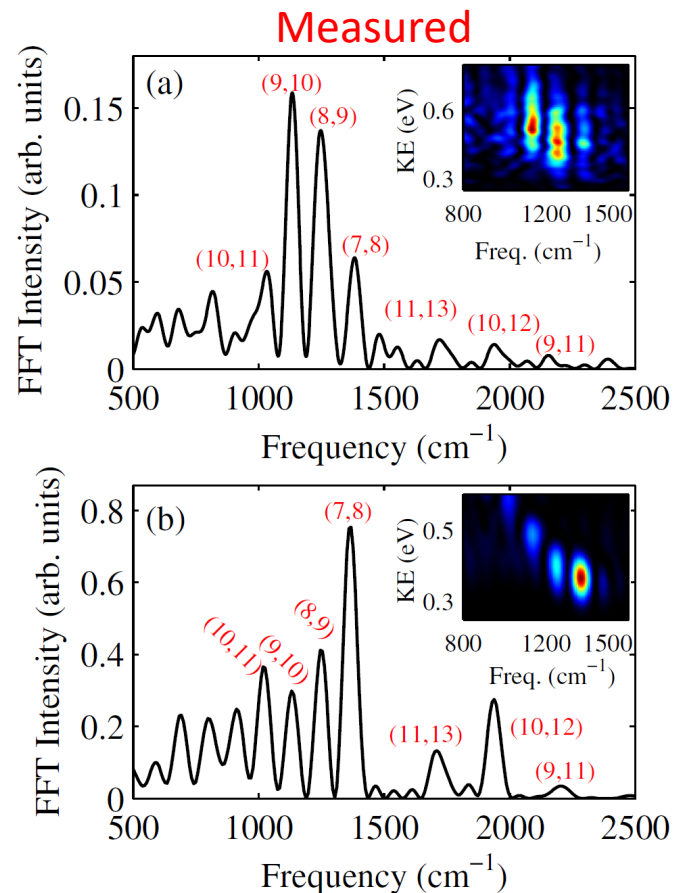 Measured
(a)
FFT Intensity (arb. units)
0.15
0.1
0.05
0
(10,11)
(9,10)
(8,9)
(7,8)
(11,13)
(10,12)
(9,11)
KE (eV)
0.6
0.3
800 1200 1500
Freq. (cm⁻¹)
500 1000 1500 2000 2500
Frequency (cm⁻¹)
(b)
FFT Intensity (arb. units)
0.8
0.6
0.4
0.2
0
(10,11)
(9,10)
(8,9)
(7,8)
(11,13)
(10,12)
(9,11)
KE (eV)
0.5
0.3
800 1200 1500
Freq. (cm⁻¹)
500 1000 1500 2000 2500
Frequency (cm⁻¹)